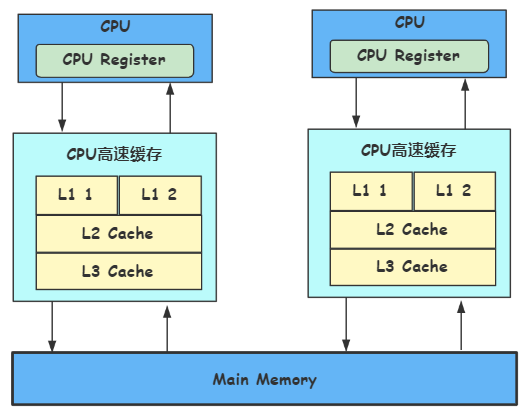 CPU
CPU Register
CPU高速缓存
L1 1
L1 2
L2 Cache
L3 Cache
CPU
CPU Register
CPU高速缓存
L1 1
L1 2
L2 Cache
L3 Cache
Main Memory